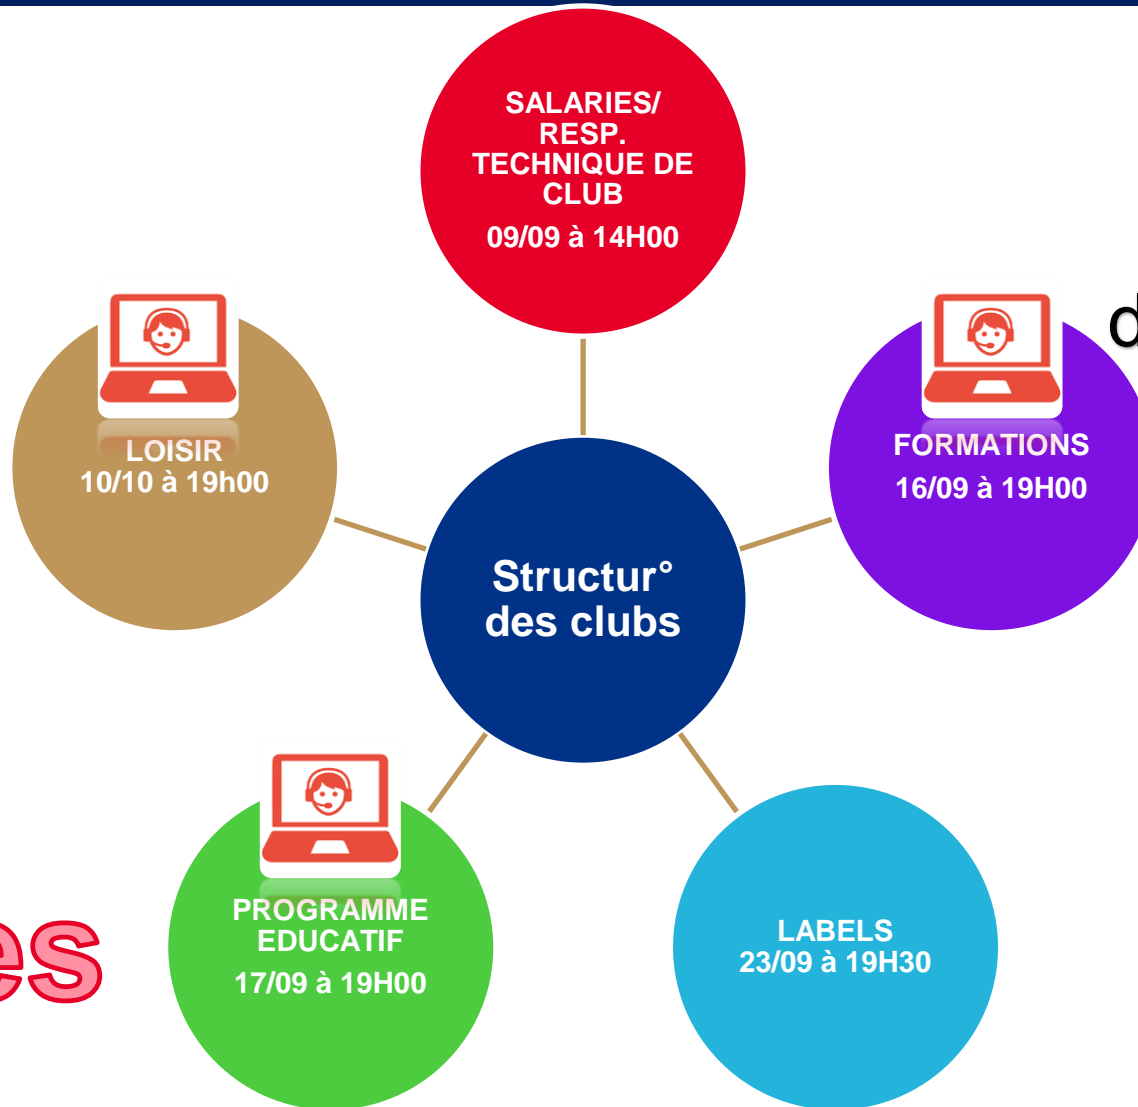 SALARIES/
RESP.
TECHNIQUE DE
CLUB
09/09 à 14H00
d
FORMATIONS
16/09 à 19H00
LOISIR
10/10 à 19h00
Structur°
des clubs
PROGRAMME
EDUCATIF
17/09 à 19H00
LABELS
23/09 à 19H30
es